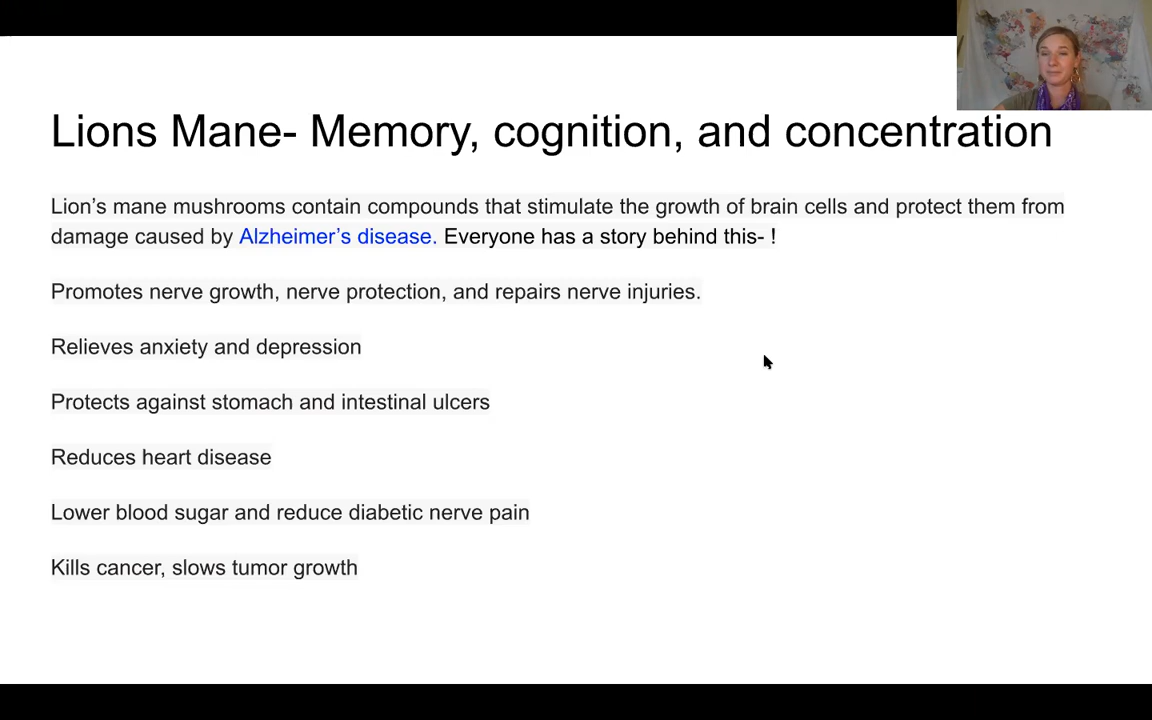 Lions Mane- Memory, cognition, and concentration
Lion’s mane mushrooms contain compounds that stimulate the growth of brain cells and protect them from
damage caused by Alzheimer’s disease. Everyone has a story behind this- !
Promotes nerve growth, nerve protection, and repairs nerve injuries.
Relieves anxiety and depression
Protects against stomach and intestinal ulcers
Reduces heart disease
Lower blood sugar and reduce diabetic nerve pain
Kills cancer, slows tumor growth